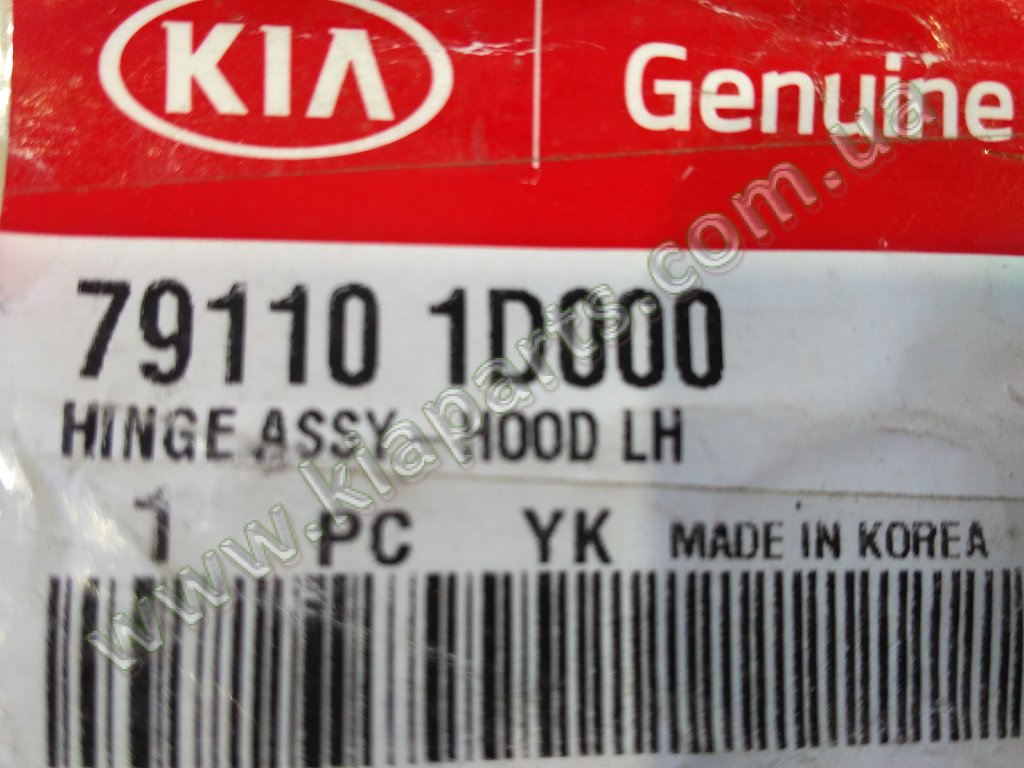 KIA Genuine
79110 1D000
HINGE ASSY-HOOD LH
1 PC YK MADE IN KOREA
www.kiaparts.com.ua